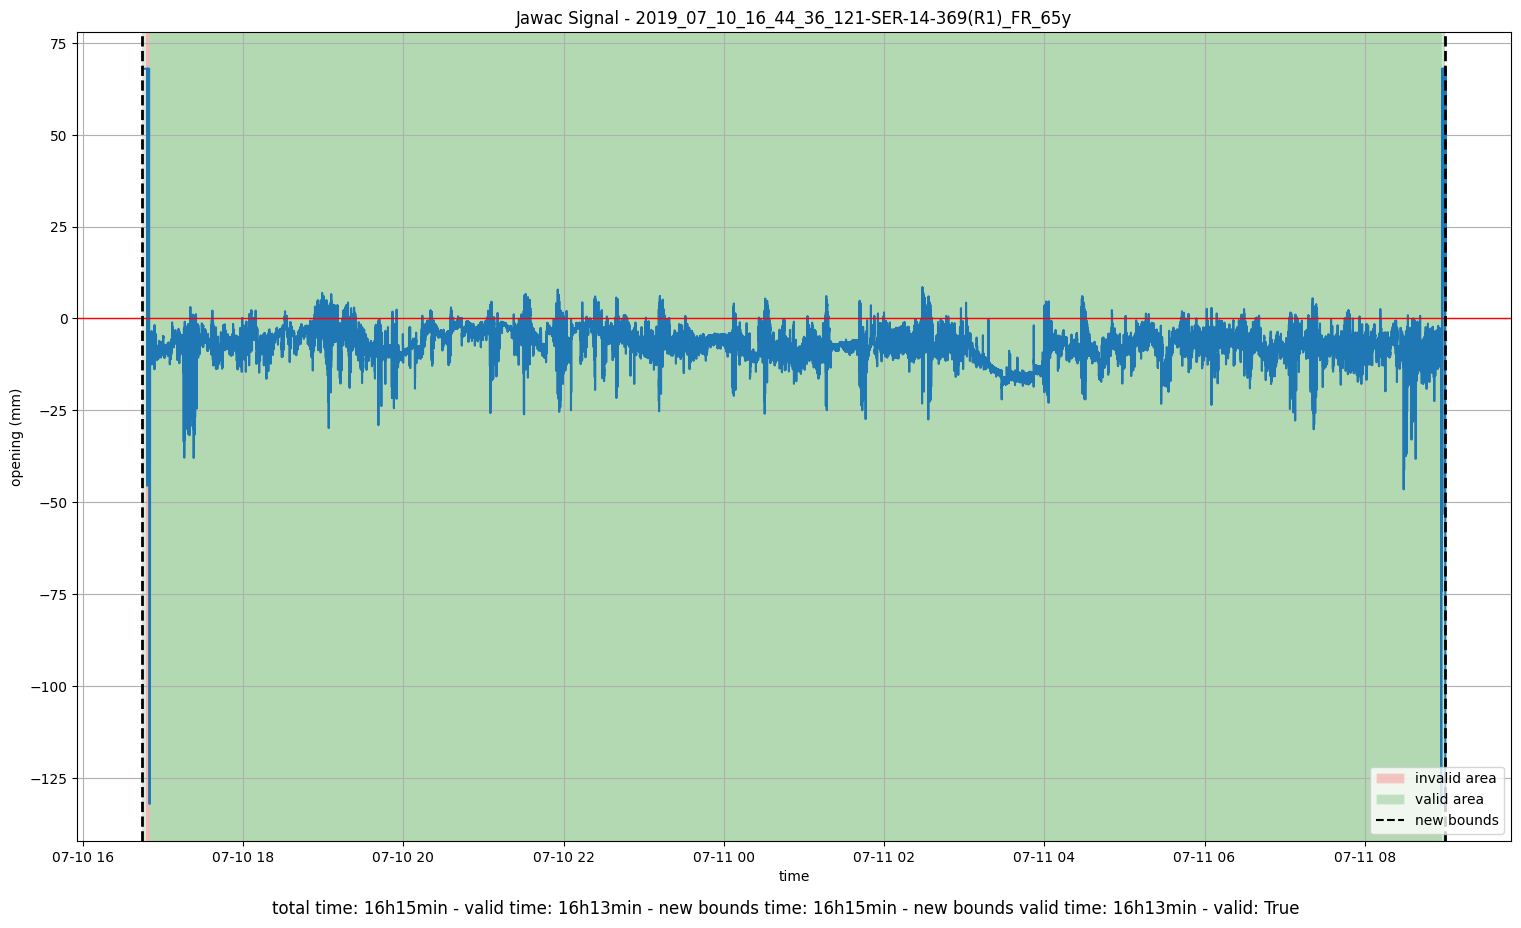 Jawac Signal - 2019_07_10_16_44_36_121-SER-14-369(R1)_FR_65y
75
50
25
0
−25
−50
−75
−100
−125
opening (mm)
invalid area
valid area
new bounds
07-10 16
07-10 18
07-10 20
07-10 22
07-11 00
07-11 02
07-11 04
07-11 06
07-11 08
time
total time: 16h15min - valid time: 16h13min - new bounds time: 16h15min - new bounds valid time: 16h13min - valid: True